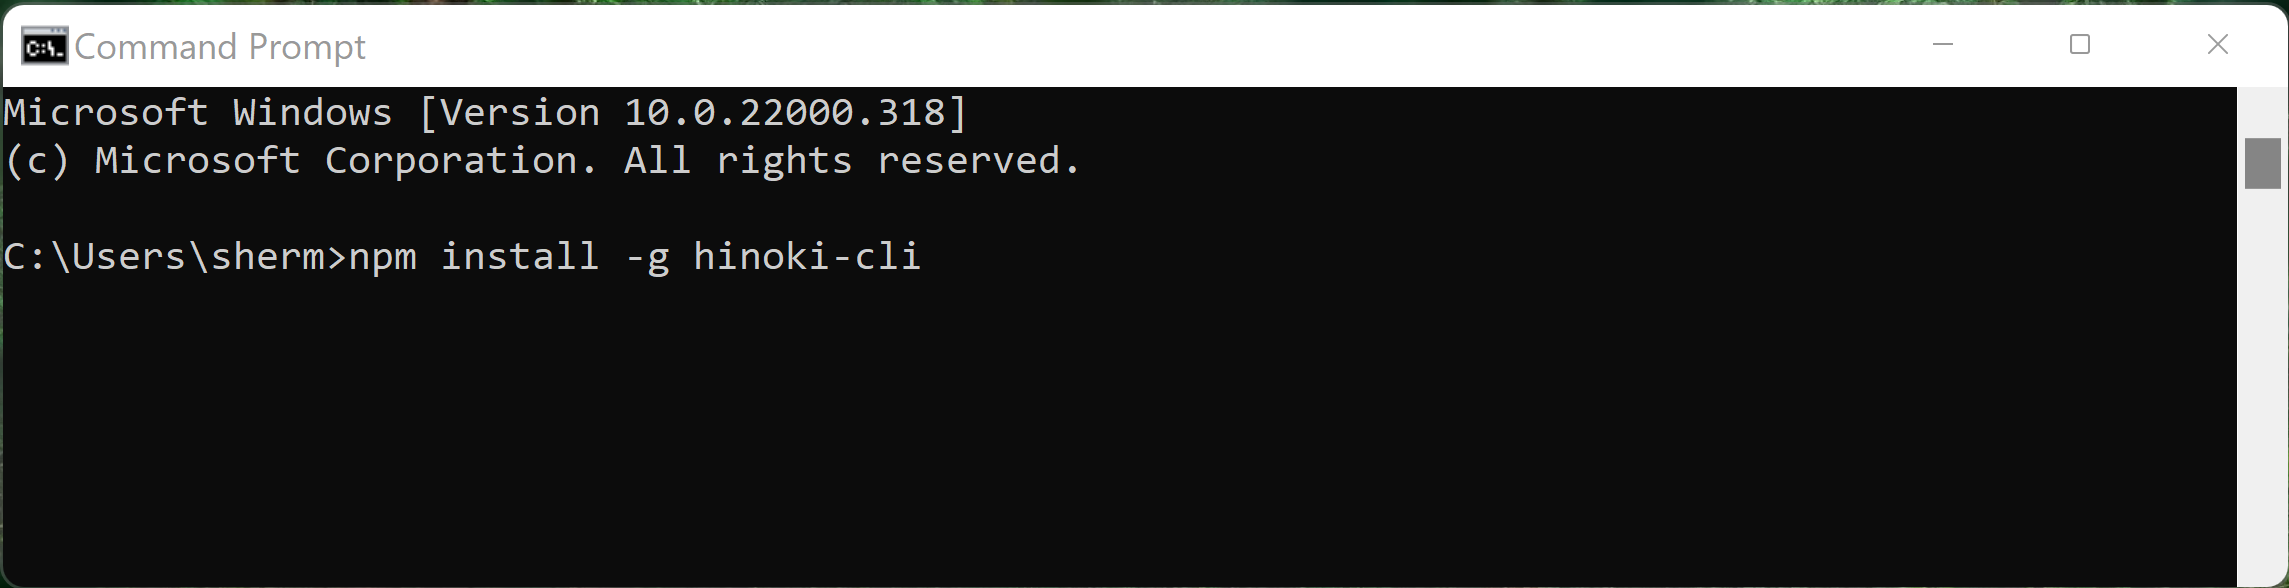 C:\.
Command Prompt
Microsoft Windows [Version 10.0.22000.318]
(c) Microsoft Corporation. All rights reserved.
C:\Users\sherm>npm install -g hinoki-cli